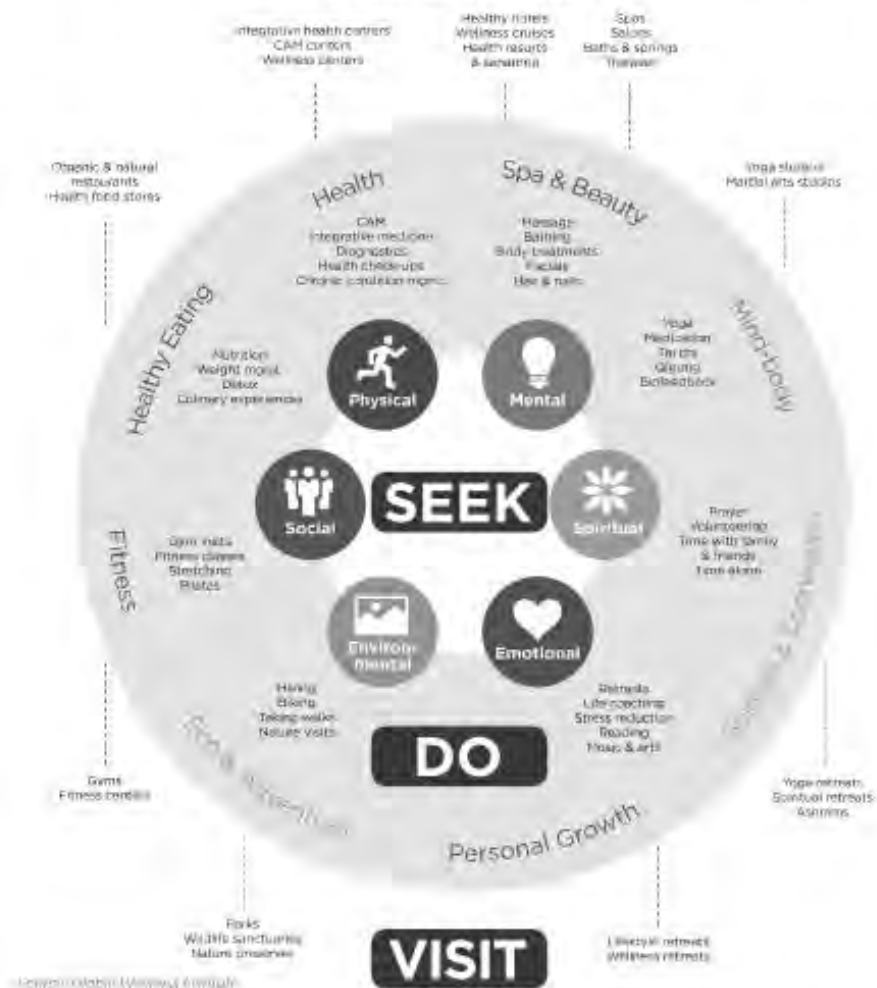 Integrative health centers
CAM centers
Wellness centers
Healthy hotels
Wellness cruises
Health resorts
& sanatoria
Spas
Salons
Baths & springs
Organic & natural
restaurants
Health food stores
Yoga studios
Martial arts studios
Health
Spa & Beauty
CAM
Integrative medicine
Diagnostics
Health check-ups
Chronic condition mgmt.
Massage
Bathing
Body treatments
Facials
Hair & nails
Healthy Eating
Mind-body
Nutrition
Weight mgmt.
Detox
Culinary experiences
Yoga
Meditation
Tai chi
Qigong
Biofeedback
Physical
Mental
Social
SEEK
Spiritual
Fitness
Gym visits
Fitness classes
Stretching
Pilates
Prayer
Volunteering
Time with family
& friends
Time alone
Environ-
mental
Emotional
Hiking
Biking
Taking walks
Nature visits
Retreats
Life coaching
Stress reduction
Reading
Music & arts
DO
Personal Growth
Gyms
Fitness centers
Yoga retreats
Spiritual retreats
Ashrams
Parks
Wildlife sanctuaries
Nature preserves
VISIT
Lifestyle retreats
Wellness retreats